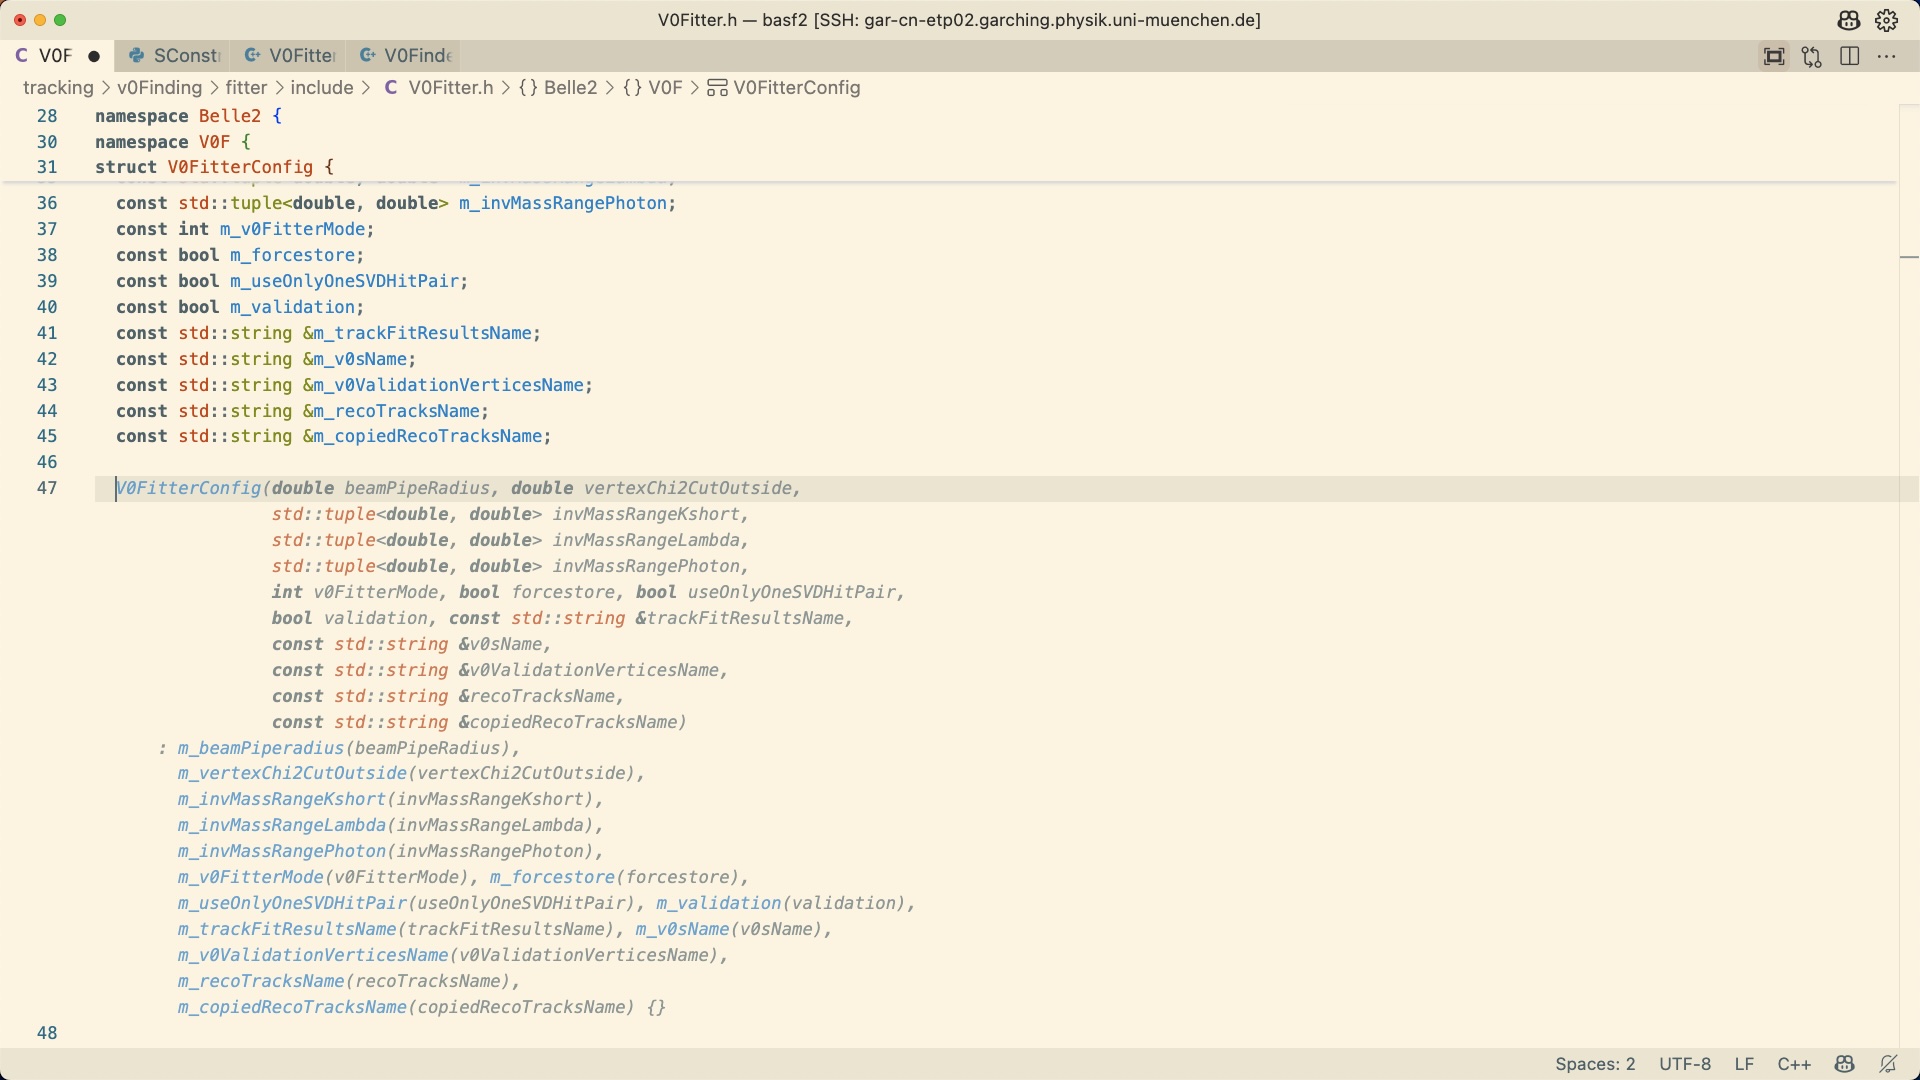 V0Fitter.h — basf2 [SSH: gar-cn-etp02.garching.physik.uni-muenchen.de]
C V0F ● SConst V0Fitte V0Find
tracking > v0Finding > fitter > include > C V0Fitter.h > {} Belle2 > {} V0F > V0FitterConfig
28 namespace Belle2 {
30 namespace V0F {
31 struct V0FitterConfig {
36 const std::tuple<double, double> m_invMassRangePhoton;
37 const int m_v0FitterMode;
38 const bool m_forcestore;
39 const bool m_useOnlyOneSVDHitPair;
40 const bool m_validation;
41 const std::string &m_trackFitResultsName;
42 const std::string &m_v0sName;
43 const std::string &m_v0ValidationVerticesName;
44 const std::string &m_recoTracksName;
45 const std::string &m_copiedRecoTracksName;
46
47 V0FitterConfig(double beamPipeRadius, double vertexChi2CutOutside,
std::tuple<double, double> invMassRangeKshort,
std::tuple<double, double> invMassRangeLambda,
std::tuple<double, double> invMassRangePhoton,
int v0FitterMode, bool forcestore, bool useOnlyOneSVDHitPair,
bool validation, const std::string &trackFitResultsName,
const std::string &v0sName,
const std::string &v0ValidationVerticesName,
const std::string &recoTracksName,
const std::string &copiedRecoTracksName)
: m_beamPiperadius(beamPipeRadius),
m_vertexChi2CutOutside(vertexChi2CutOutside),
m_invMassRangeKshort(invMassRangeKshort),
m_invMassRangeLambda(invMassRangeLambda),
m_invMassRangePhoton(invMassRangePhoton),
m_v0FitterMode(v0FitterMode), m_forcestore(forcestore),
m_useOnlyOneSVDHitPair(useOnlyOneSVDHitPair), m_validation(validation),
m_trackFitResultsName(trackFitResultsName), m_v0sName(v0sName),
m_v0ValidationVerticesName(v0ValidationVerticesName),
m_recoTracksName(recoTracksName),
m_copiedRecoTracksName(copiedRecoTracksName) {}
48
Spaces: 2 UTF-8 LF C++